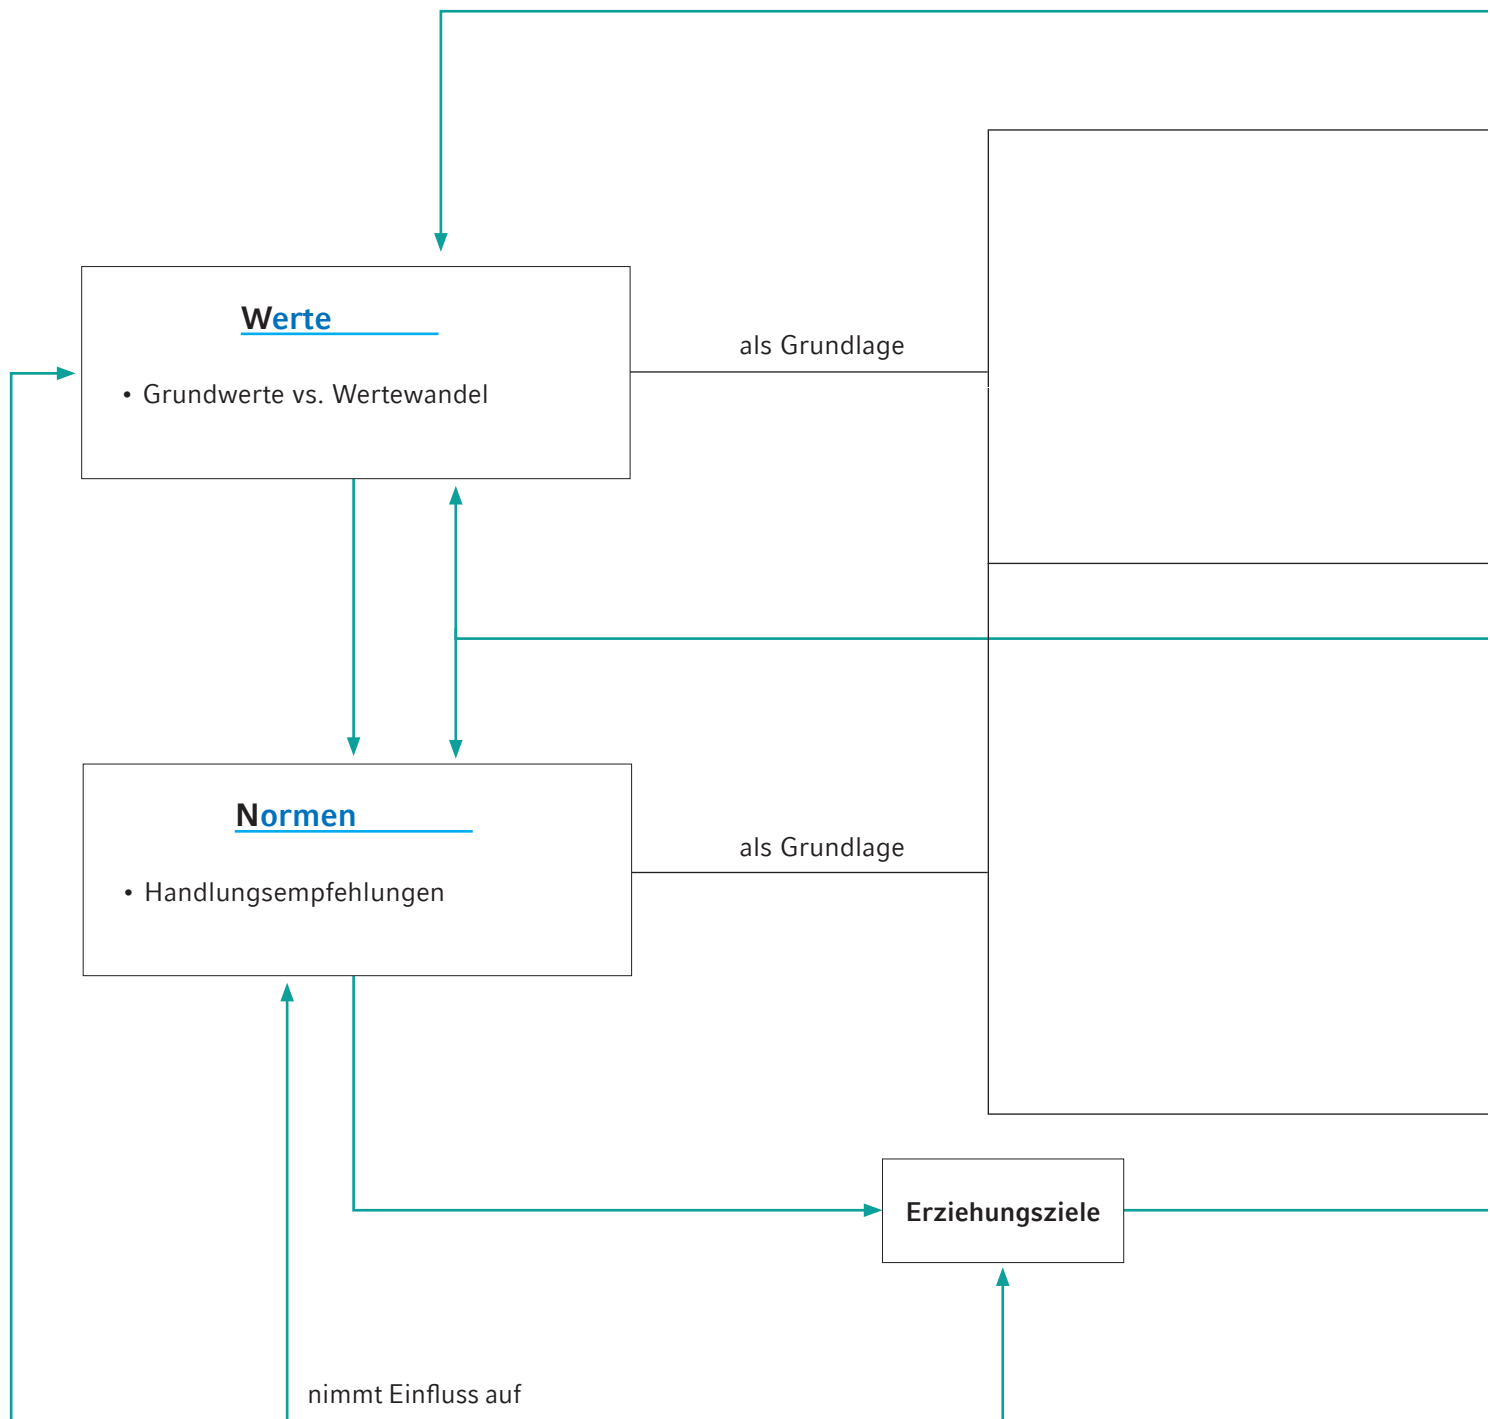 Werte
als Grundlage
• Grundwerte vs. Wertewandel
Normen
als Grundlage
• Handlungsempfehlungen
Erziehungsziele
nimmt Einfluss auf